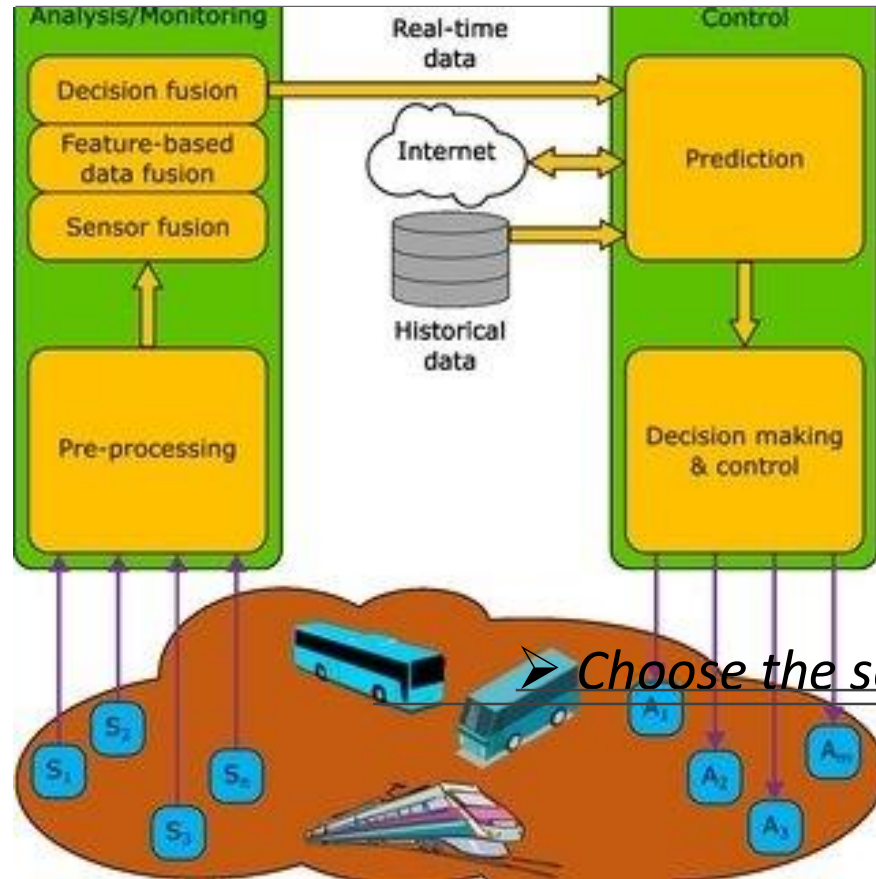 Analysis/Monitoring
Decision fusion
Feature-based
data fusion
Sensor fusion
Pre-processing
Real-time
data
Internet
Historical
data
Control
Prediction
Decision making
& control
➢ Choose the s
S₁
S₂
S₃
Sₙ
A₁
A₂
A₃
Aₘ